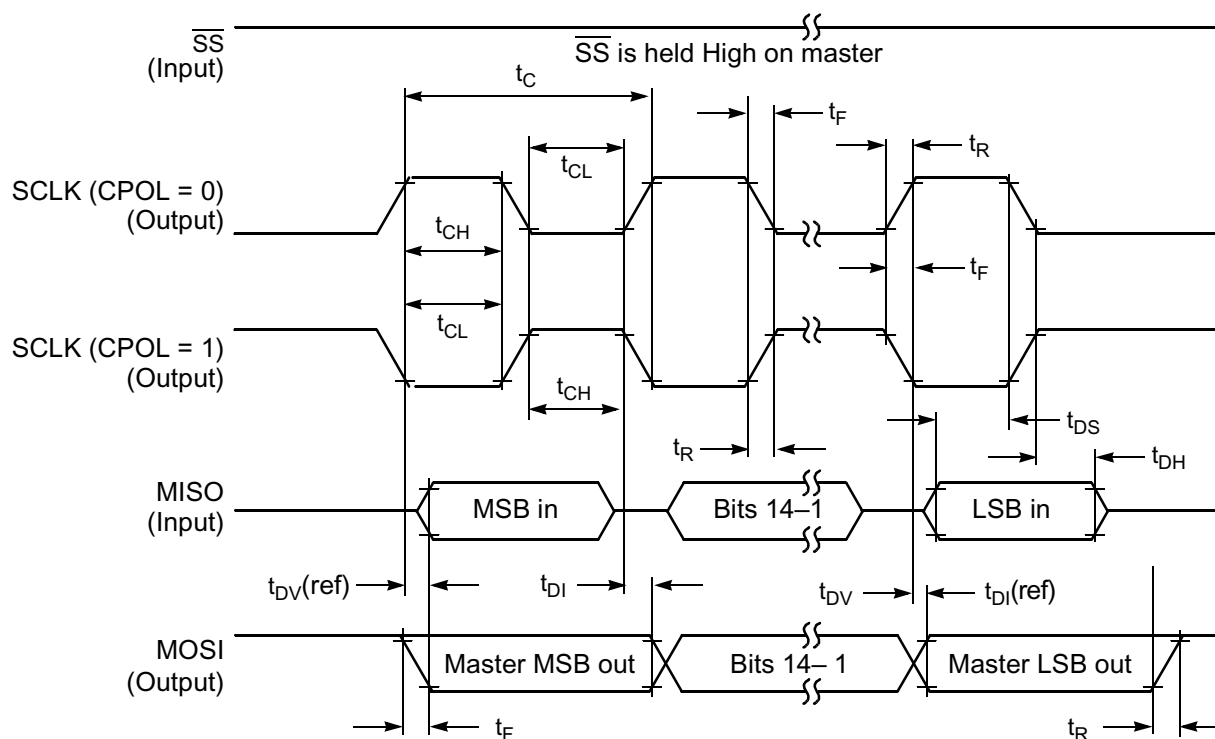 SS
(Input)
SS is held High on master
tC
tF
tR
tCL
SCLK (CPOL = 0)
(Output)
tCH
tF
tCL
SCLK (CPOL = 1)
(Output)
tCH
tDS
tR
tDH
MISO
(Input)
MSB in
Bits 14–1
LSB in
tDV(ref)
tDI
tDV
tDI(ref)
MOSI
(Output)
Master MSB out
Bits 14– 1
Master LSB out
tF
tR